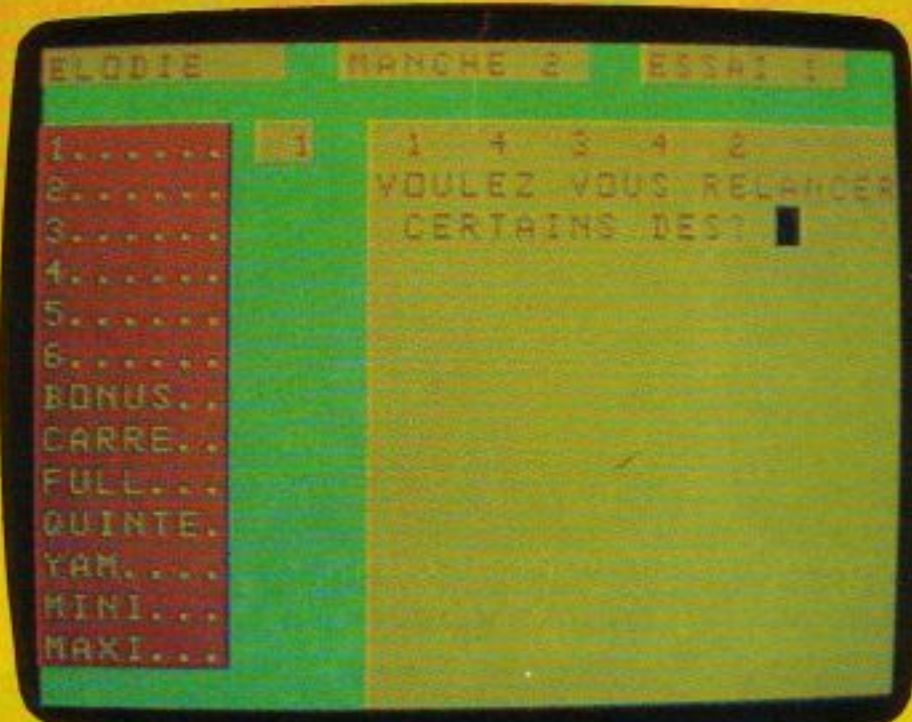 ELODIE MANCHE 2 ESSAI 1
1...... 1 1 4 3 4 2
2...... VOULEZ VOUS RELANCER
3...... CERTAINS DES?
4......
5......
6......
BONUS..
CARRE..
FULL...
QUINTE.
YAM....
MINI...
MAXI...